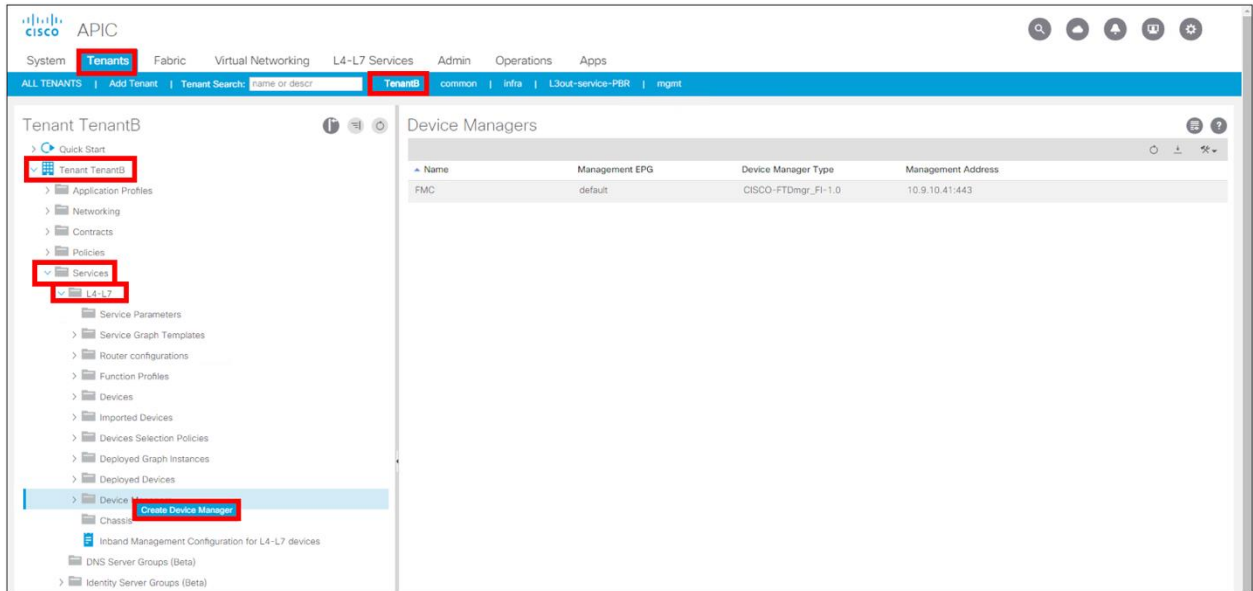 CISCO APIC
System Tenants Fabric Virtual Networking L4-L7 Services Admin Operations Apps
ALL TENANTS | Add Tenant | Tenant Search: name or descr | TenantB | common | infra | L3out-service-PBR | mgmt
Tenant TenantB
Quick Start
Tenant TenantB
Application Profiles
Networking
Contracts
Policies
Services
L4-L7
Service Parameters
Service Graph Templates
Router configurations
Function Profiles
Devices
Imported Devices
Devices Selection Policies
Deployed Graph Instances
Deployed Devices
Device
Create Device Manager
Chassis
Inband Management Configuration for L4-L7 devices
DNS Server Groups (Beta)
Identity Server Groups (Beta)
Device Managers
Name Management EPG Device Manager Type Management Address
FMC default CISCO-FTDmgr_FI-1.0 10.9.10.41:443